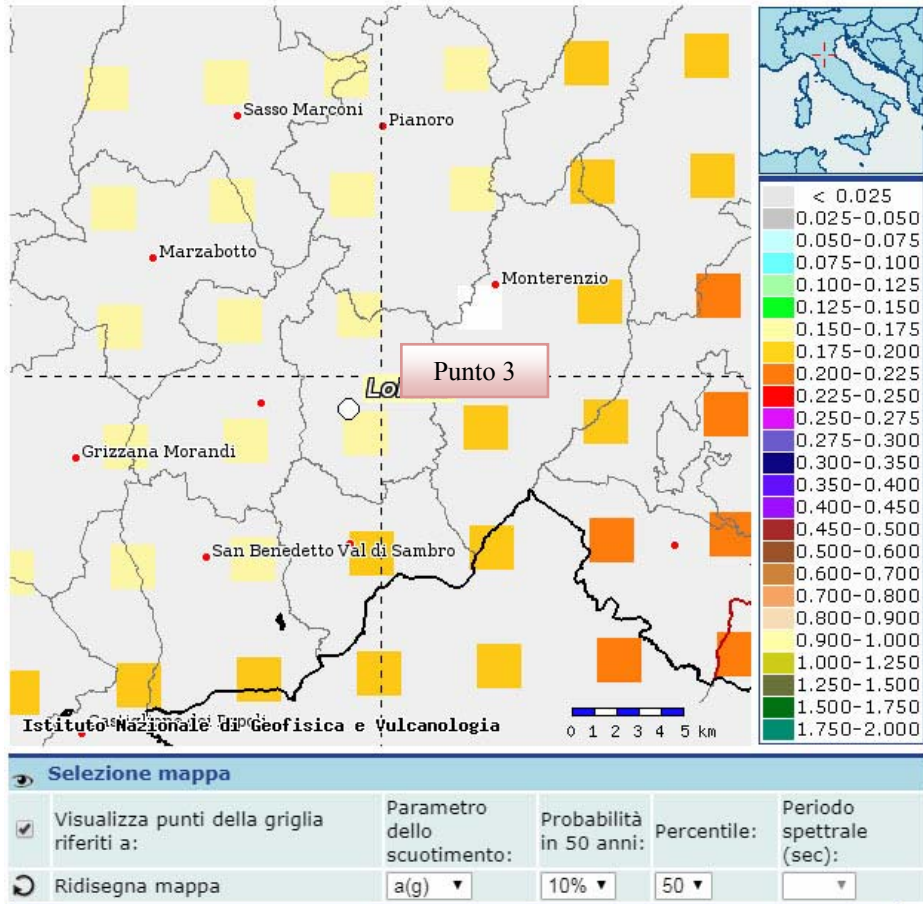 Sasso Marconi
Pianoro
Marzabotto
Monterenzio
Punto 3
Grizzana Morandi
San Benedetto Val di Sambro
Istituto Nazionale di Geofisica e Vulcanologia
0 1 2 3 4 5 km
< 0.025
0.025-0.050
0.050-0.075
0.075-0.100
0.100-0.125
0.125-0.150
0.150-0.175
0.175-0.200
0.200-0.225
0.225-0.250
0.250-0.275
0.275-0.300
0.300-0.350
0.350-0.400
0.400-0.450
0.450-0.500
0.500-0.600
0.600-0.700
0.700-0.800
0.800-0.900
0.900-1.000
1.000-1.250
1.250-1.500
1.500-1.750
1.750-2.000
Selezione mappa
Visualizza punti della griglia
riferiti a:
Parametro
dello
scuotimento:
Probabilità
in 50 anni:
Percentile:
Periodo
spettrale
(sec):
Ridisegna mappa
a(g)
10%
50